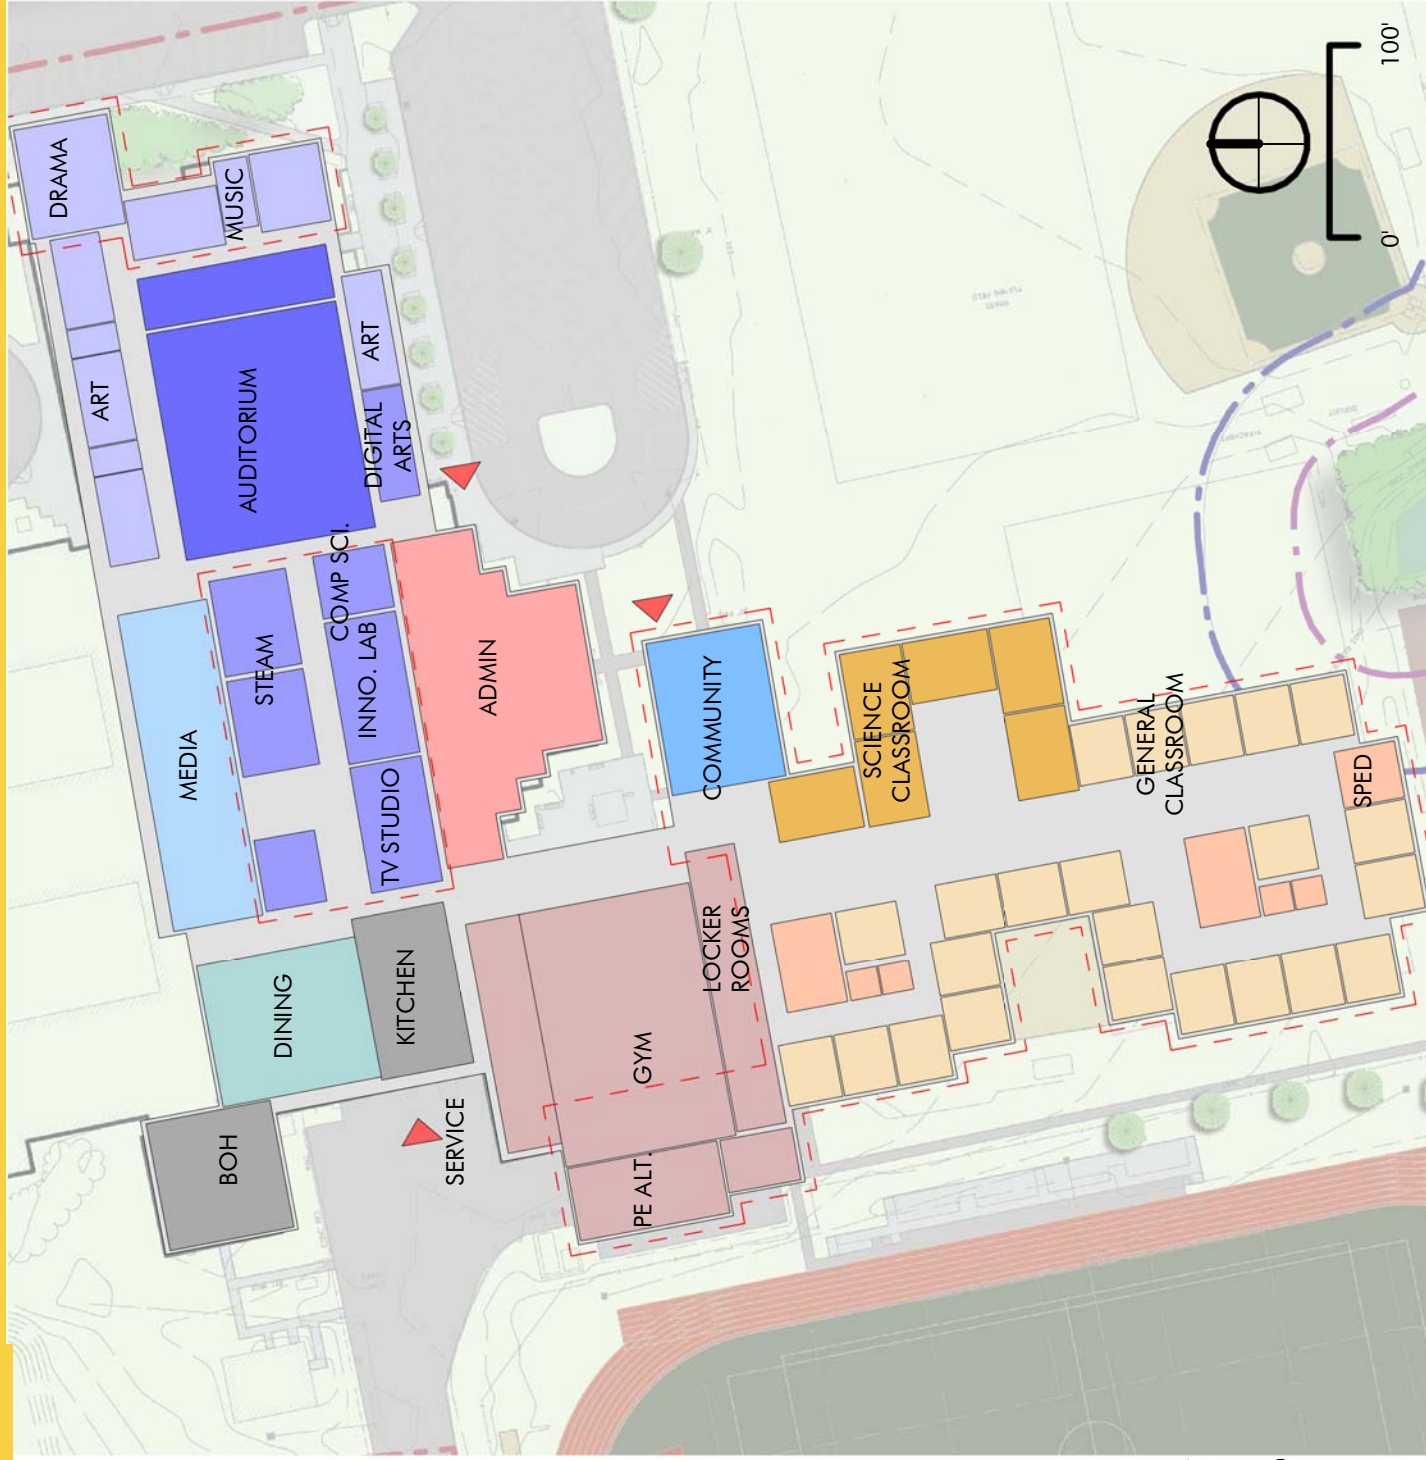 DRAMA
MUSIC
ART
AUDITORIUM
ART
DIGITAL
ARTS
COMP SCI.
STEAM
INNO. LAB
MEDIA
TV STUDIO
ADMIN
COMMUNITY
SCIENCE
CLASSROOM
GENERAL
CLASSROOM
SPED
DINING
KITCHEN
LOCKER
ROOMS
GYM
PE ALT.
BOH
SERVICE
0'
100'